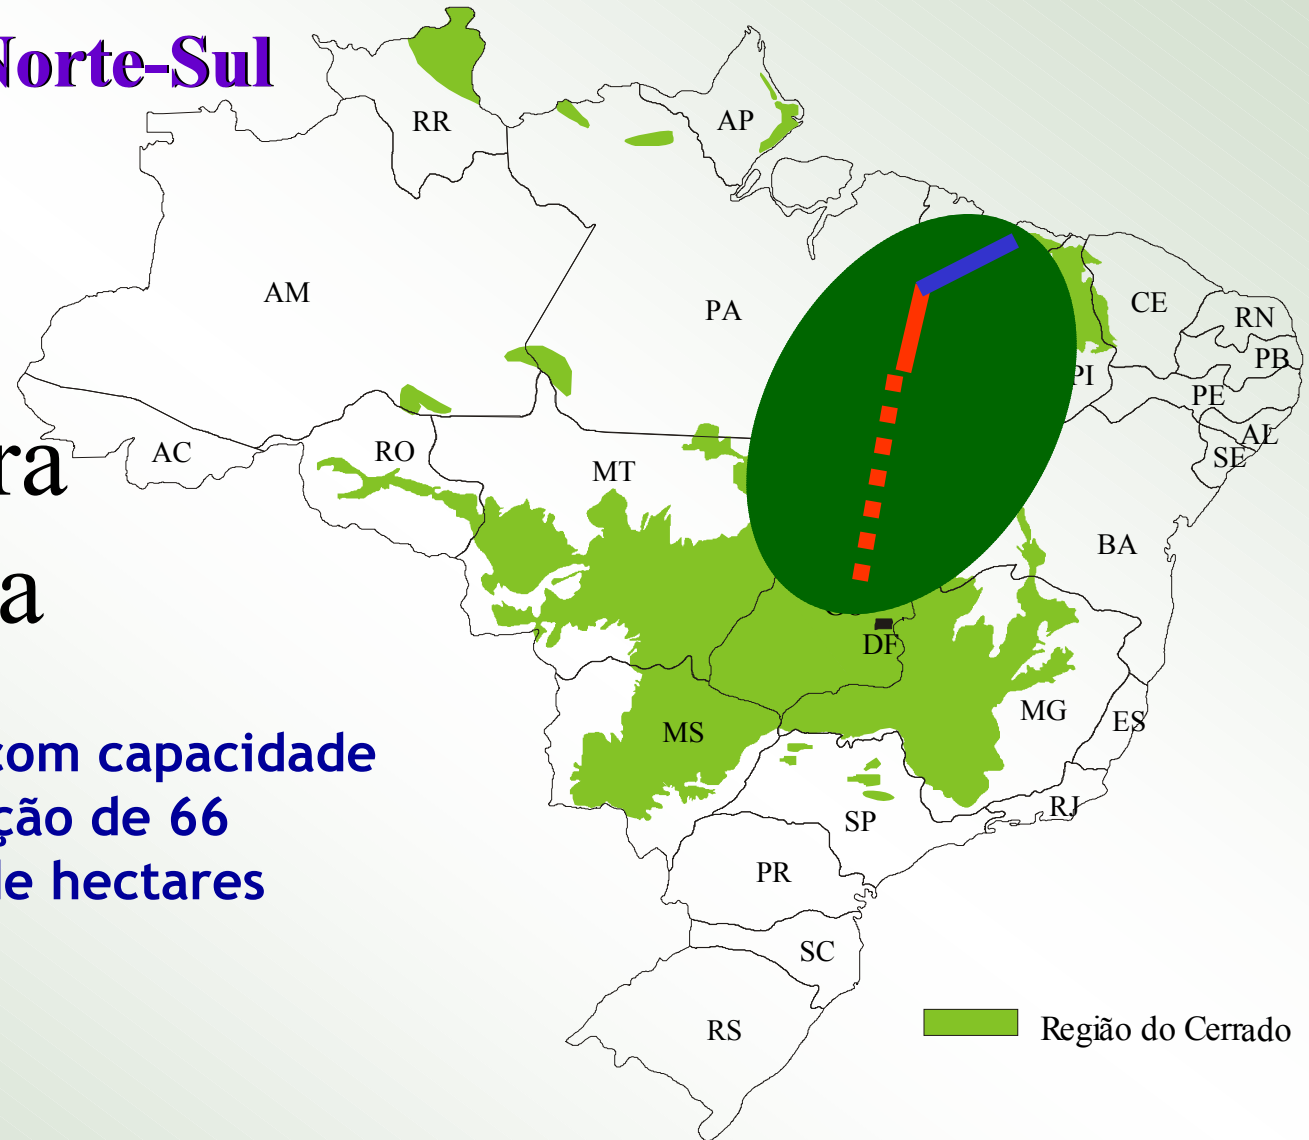 Norte-Sul
RR
AP
AM
PA
CE
RN
PB
PI
PE
AL
SE
AC
RO
MT
BA
ra
a
DF
MS
MG
ES
com capacidade
ção de 66
de hectares
RJ
SP
PR
SC
RS
Região do Cerrado